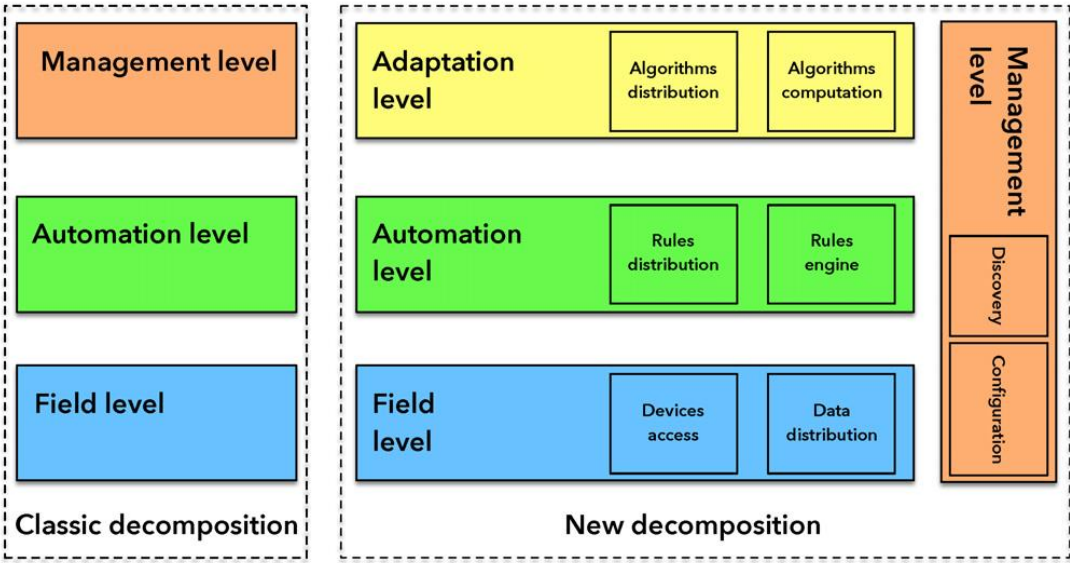 Management level
Automation level
Field level
Classic decomposition
Adaptation
level
Algorithms
distribution
Algorithms
computation
Automation
level
Rules
distribution
Rules
engine
Field
level
Devices
access
Data
distribution
Management
level
Discovery
Configuration
New decomposition